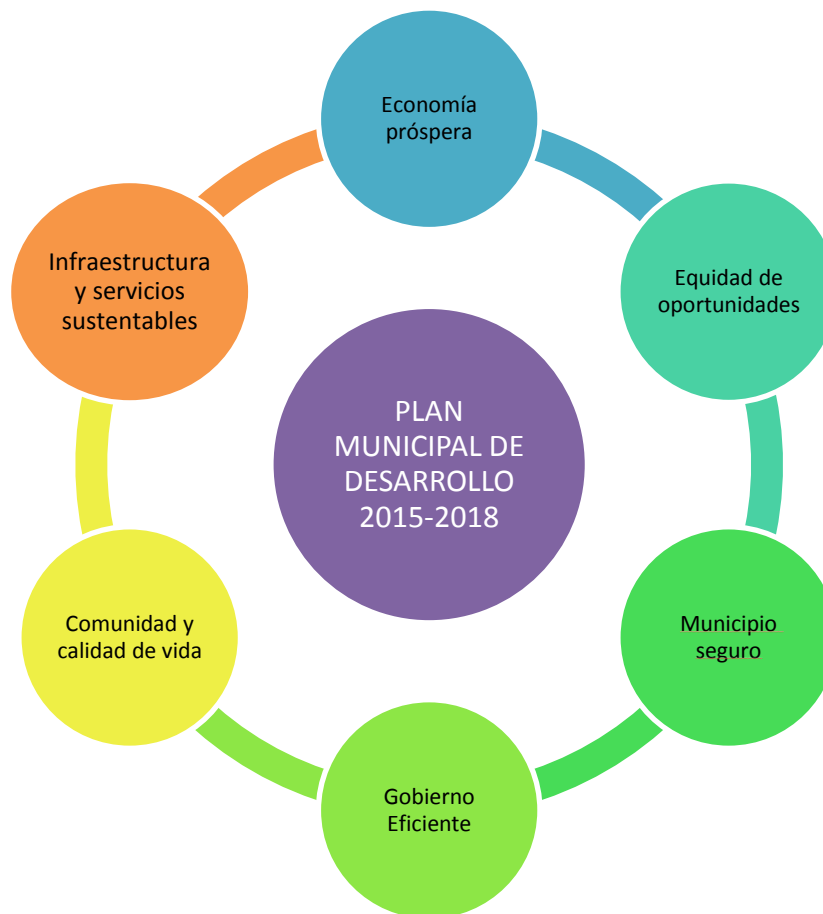 Economía
próspera
Equidad de
oportunidades
Municipio
seguro
Gobierno
Eficiente
Comunidad y
calidad de vida
Infraestructura
y servicios
sustentables
PLAN
MUNICIPAL DE
DESARROLLO
2015-2018